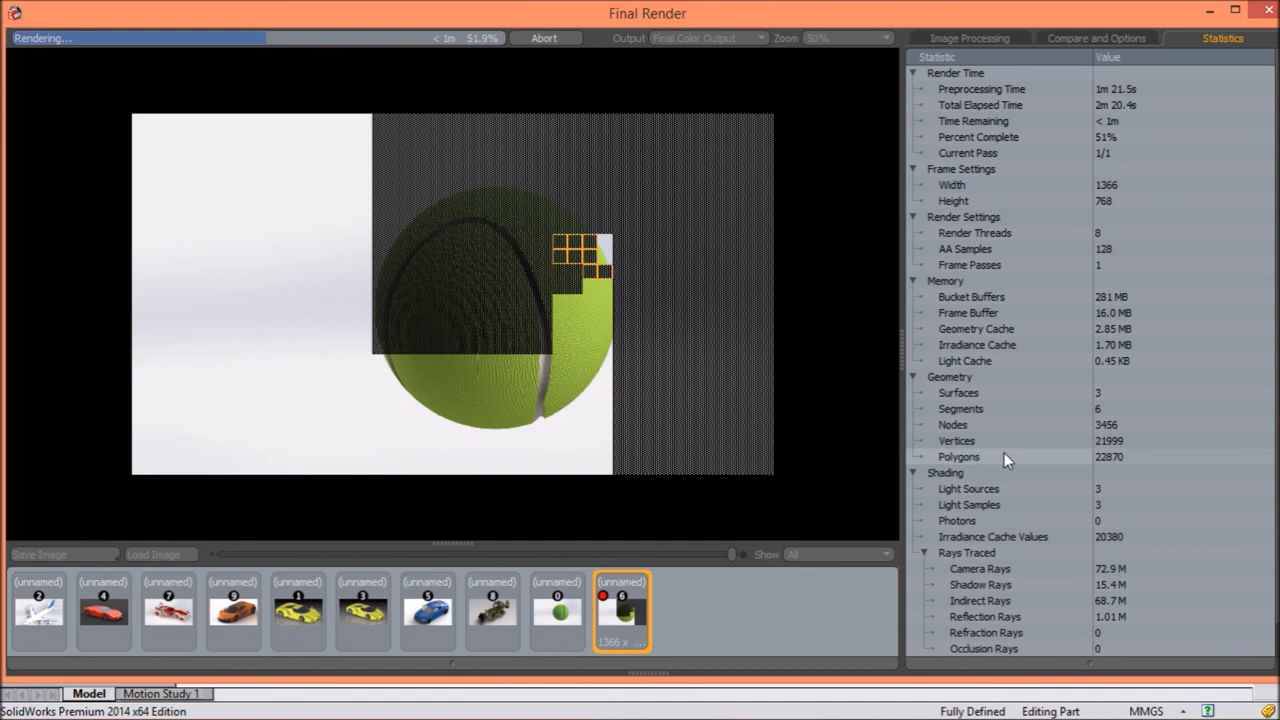 Final Render
Rendering... < 1m 51.9% Abort Output Final Color Output Zoom 50% Image Processing Compare and Options Statistics
Statistic Value
Render Time
Preprocessing Time 1m 21.5s
Total Elapsed Time 2m 20.4s
Time Remaining < 1m
Percent Complete 51%
Current Pass 1/1
Frame Settings
Width 1366
Height 768
Render Settings
Render Threads 8
AA Samples 128
Frame Passes 1
Memory
Bucket Buffers 281 MB
Frame Buffer 16.0 MB
Geometry Cache 2.85 MB
Irradiance Cache 1.70 MB
Light Cache 0.45 KB
Geometry
Surfaces 3
Segments 6
Nodes 3456
Vertices 21999
Polygons 22870
Shading
Light Sources 3
Light Samples 3
Photons 0
Irradiance Cache Values 20380
Rays Traced
Camera Rays 72.9 M
Shadow Rays 15.4 M
Indirect Rays 68.7 M
Reflection Rays 1.01 M
Refraction Rays 0
Occlusion Rays 0
Save Image Load Image Show All
(unnamed) (unnamed) (unnamed) (unnamed) (unnamed) (unnamed) (unnamed) (unnamed) (unnamed) (unnamed)
2 4 7 9 1 3 5 8 0 6
1366 x ...
Model Motion Study 1
SolidWorks Premium 2014 x64 Edition Fully Defined Editing Part MMGS ?